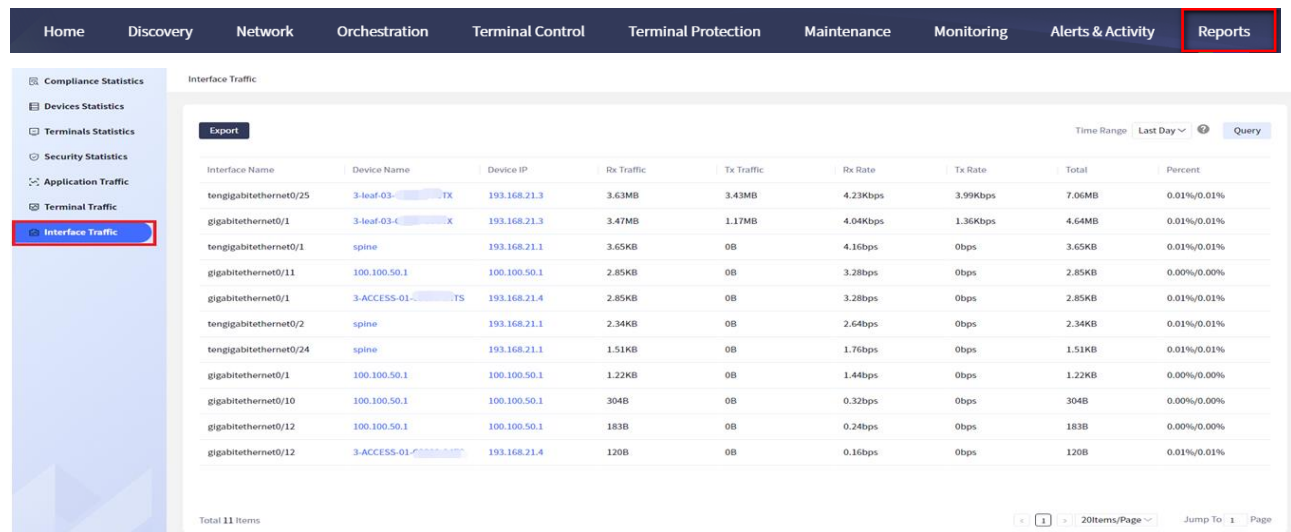 Home Discovery Network Orchestration Terminal Control Terminal Protection Maintenance Monitoring Alerts & Activity Reports
Compliance Statistics
Devices Statistics
Terminals Statistics
Security Statistics
Application Traffic
Terminal Traffic
Interface Traffic
Interface Traffic
Export Time Range Last Day Query
Interface Name Device Name Device IP Rx Traffic Tx Traffic Rx Rate Tx Rate Total Percent
tengigabitethernet0/25 3-leaf-03- TX 193.168.21.3 3.63MB 3.43MB 4.23Kbps 3.99Kbps 7.06MB 0.01%/0.01%
gigabitethernet0/1 3-leaf-03- X 193.168.21.3 3.47MB 1.17MB 4.04Kbps 1.36Kbps 4.64MB 0.01%/0.01%
tengigabitethernet0/1 spine 193.168.21.1 3.65KB 0B 4.16bps 0bps 3.65KB 0.01%/0.01%
gigabitethernet0/11 100.100.50.1 100.100.50.1 2.85KB 0B 3.28bps 0bps 2.85KB 0.00%/0.00%
gigabitethernet0/1 3-ACCESS-01- TS 193.168.21.4 2.85KB 0B 3.28bps 0bps 2.85KB 0.01%/0.01%
tengigabitethernet0/2 spine 193.168.21.1 2.34KB 0B 2.64bps 0bps 2.34KB 0.01%/0.01%
tengigabitethernet0/24 spine 193.168.21.1 1.51KB 0B 1.76bps 0bps 1.51KB 0.01%/0.01%
gigabitethernet0/1 100.100.50.1 100.100.50.1 1.22KB 0B 1.44bps 0bps 1.22KB 0.00%/0.00%
gigabitethernet0/10 100.100.50.1 100.100.50.1 304B 0B 0.32bps 0bps 304B 0.00%/0.00%
gigabitethernet0/12 100.100.50.1 100.100.50.1 183B 0B 0.24bps 0bps 183B 0.00%/0.00%
gigabitethernet0/12 3-ACCESS-01- 193.168.21.4 120B 0B 0.16bps 0bps 120B 0.01%/0.01%
Total 11 Items < 1 > 20Items/Page Jump To 1 Page